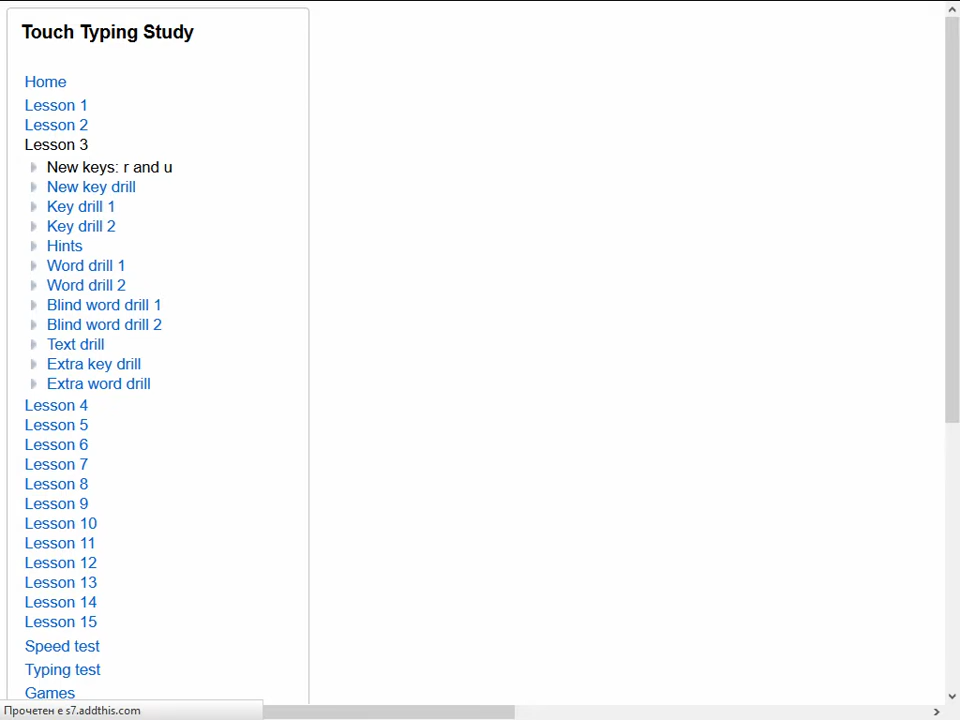 Touch Typing Study
Home
Lesson 1
Lesson 2
Lesson 3
New keys: r and u
New key drill
Key drill 1
Key drill 2
Hints
Word drill 1
Word drill 2
Blind word drill 1
Blind word drill 2
Text drill
Extra key drill
Extra word drill
Lesson 4
Lesson 5
Lesson 6
Lesson 7
Lesson 8
Lesson 9
Lesson 10
Lesson 11
Lesson 12
Lesson 13
Lesson 14
Lesson 15
Speed test
Typing test
Games
Прочетен е s7.addthis.com